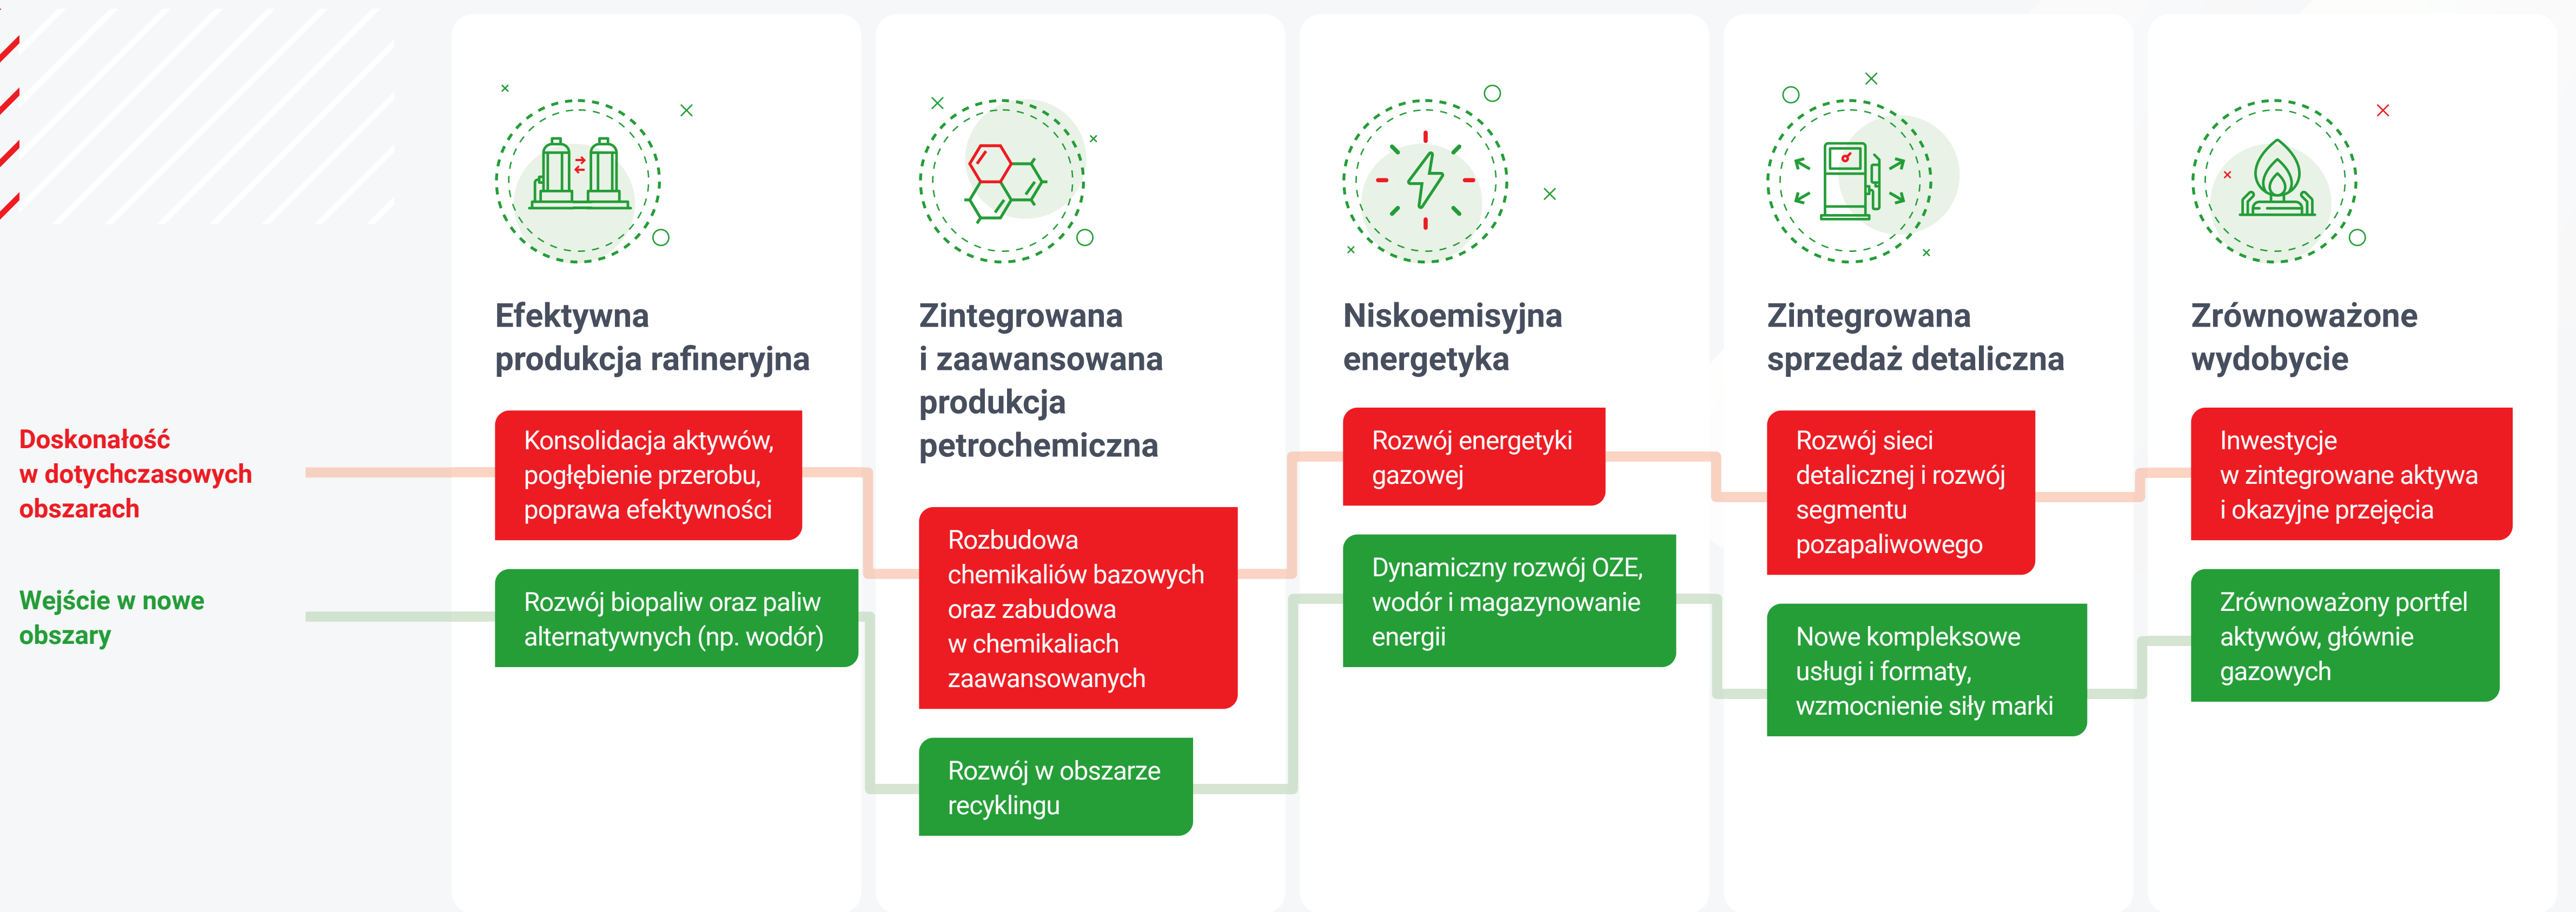 Doskonałość
w dotychczasowych
obszarach
Wejście w nowe
obszary
Efektywna
produkcja rafineryjna
Konsolidacja aktywów,
pogłębienie przerobu,
poprawa efektywności
Rozwój biopaliw oraz paliw
alternatywnych (np. wodór)
Zintegrowana
i zaawansowana
produkcja
petrochemiczna
Rozbudowa
chemikaliów bazowych
oraz zabudowa
w chemikaliach
zaawansowanych
Rozwój w obszarze
recyklingu
Niskoemisyjna
energetyka
Rozwój energetyki
gazowej
Dynamiczny rozwój OZE,
wodór i magazynowanie
energii
Zintegrowana
sprzedaż detaliczna
Rozwój sieci
detalicznej i rozwój
segmentu
pozapaliwowego
Nowe kompleksowe
usługi i formaty,
wzmocnienie siły marki
Zrównoważone
wydobycie
Inwestycje
w zintegrowane aktywa
i okazyjne przejęcia
Zrównoważony portfel
aktywów, głównie
gazowych